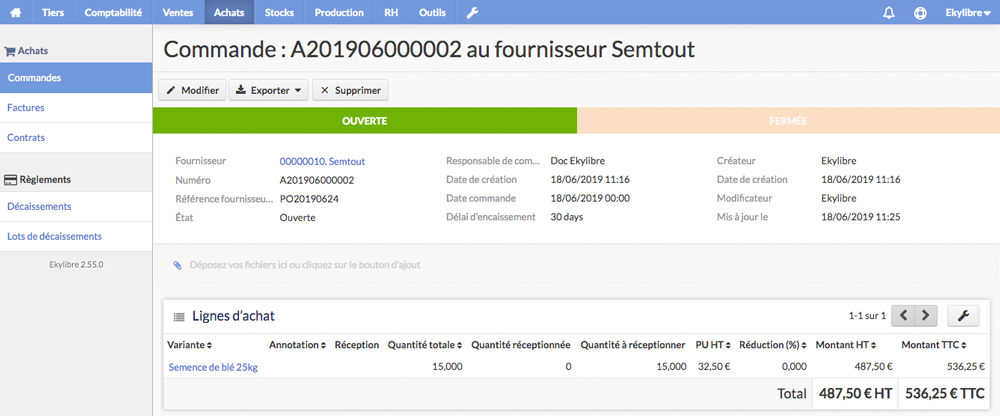 Tiers Comptabilité Ventes Achats Stocks Production RH Outils Ekylibre
Achats
Commandes
Factures
Contrats
Règlements
Décaissements
Lots de décaissements
Ekylibre 2.55.0
Commande : A201906000002 au fournisseur Semtout
Modifier Exporter Supprimer
OUVERTE FERMÉE
Fournisseur 00000010. Semtout Responsable de com... Doc Ekylibre Créateur Ekylibre
Numéro A201906000002 Date de création 18/06/2019 11:16 Date de création 18/06/2019 11:16
Référence fournisseu... PO20190624 Date commande 18/06/2019 00:00 Modificateur Ekylibre
État Ouverte Délai d'encaissement 30 days Mis à jour le 18/06/2019 11:25
Déposez vos fichiers ici ou cliquez sur le bouton d'ajout
Lignes d'achat 1-1 sur 1
Variante Annotation Réception Quantité totale Quantité réceptionnée Quantité à réceptionner PU HT Réduction (%) Montant HT Montant TTC
Semence de blé 25kg 15,000 0 15,000 32,50 € 0,000 487,50 € 536,25 €
Total 487,50 € HT 536,25 € TTC